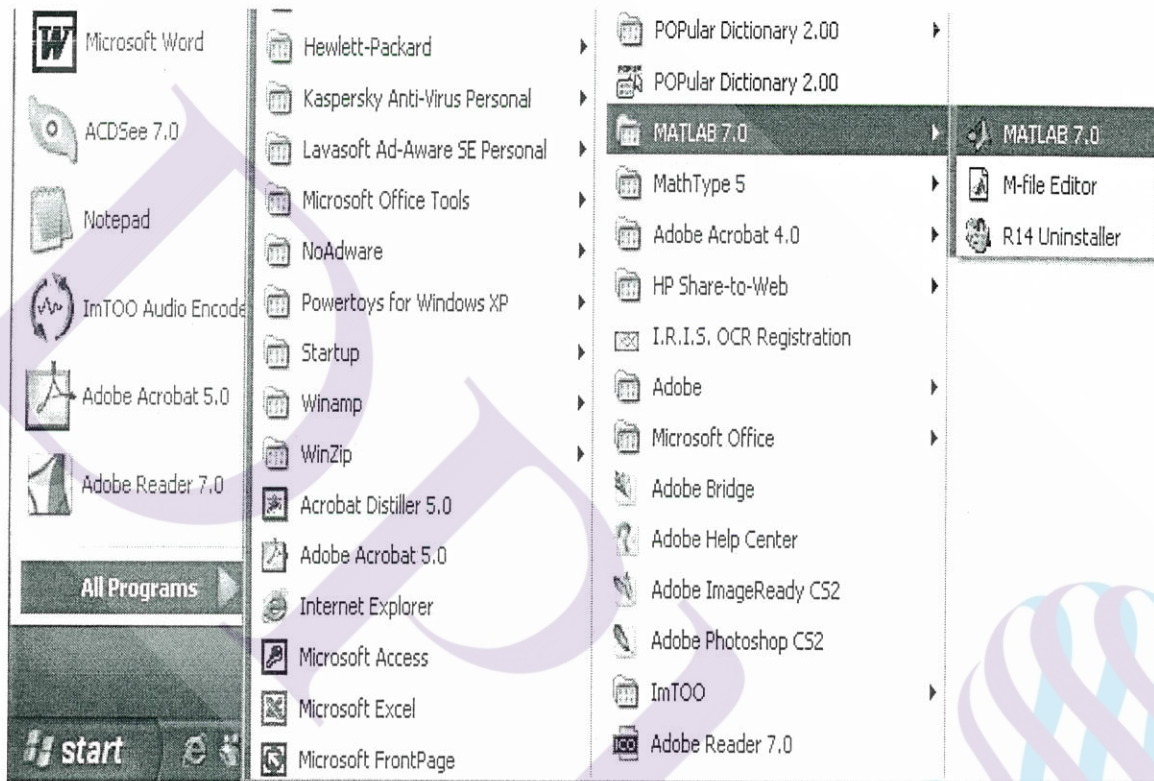 Microsoft Word
ACDSee 7.0
Notepad
ImTOO Audio Encode
Adobe Acrobat 5.0
Adobe Reader 7.0
All Programs
start
Hewlett-Packard
Kaspersky Anti-Virus Personal
Lavasoft Ad-Aware SE Personal
Microsoft Office Tools
NoAdware
Powertoys for Windows XP
Startup
Winamp
WinZip
Acrobat Distiller 5.0
Adobe Acrobat 5.0
Internet Explorer
Microsoft Access
Microsoft Excel
Microsoft FrontPage
POPular Dictionary 2.00
POPular Dictionary 2.00
MATLAB 7.0
MathType 5
Adobe Acrobat 4.0
HP Share-to-Web
I.R.I.S. OCR Registration
Adobe
Microsoft Office
Adobe Bridge
Adobe Help Center
Adobe ImageReady CS2
Adobe Photoshop CS2
ImTOO
Adobe Reader 7.0
MATLAB 7.0
M-file Editor
R14 Uninstaller